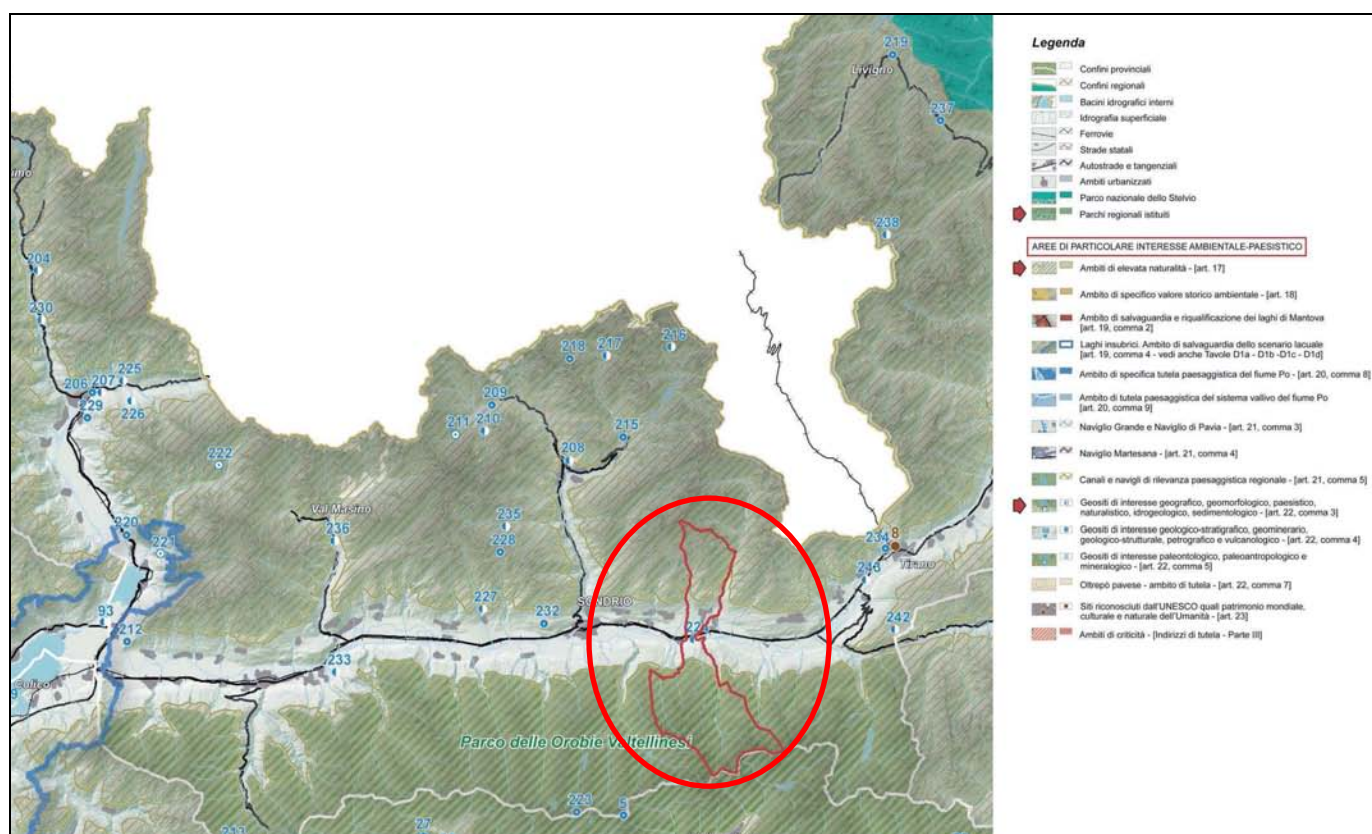 219
Livigno
237
238
204
230
216
217
218
225
206
207
209
226
229
210
211
215
208
222
Val Masino
236
235
220
221
228
234
8
Tirano
243
227
SONDRIO
232
93
242
212
233
Colico
9
Parco delle Orobie Valtellinesi
223
5
27
Legenda
Confini provinciali
Confini regionali
Bacini idrografici interni
Idrografia superficiale
Ferrovie
Strade statali
Autostrade e tangenziali
Ambiti urbanizzati
Parco nazionale dello Stelvio
Parchi regionali istituiti
AREE DI PARTICOLARE INTERESSE AMBIENTALE-PAESISTICO
Ambiti di elevata naturalità - [art. 17]
Ambito di specifico valore storico ambientale - [art. 18]
Ambito di salvaguardia e riqualificazione dei laghi di Mantova
[art. 19, comma 2]
Laghi insubrici. Ambito di salvaguardia dello scenario lacuale
[art. 19, comma 4 - vedi anche Tavole D1a - D1b -D1c - D1d]
Ambito di specifica tutela paesaggistica del fiume Po - [art. 20, comma 8]
Ambito di tutela paesaggistica del sistema vallivo del fiume Po
[art. 20, comma 9]
Naviglio Grande e Naviglio di Pavia - [art. 21, comma 3]
Naviglio Martesana - [art. 21, comma 4]
Canali e navigli di rilevanza paesaggistica regionale - [art. 21, comma 5]
Geositi di interesse geografico, geomorfologico, paesistico,
naturalistico, idrogeologico, sedimentologico - [art. 22, comma 3]
Geositi di interesse geologico-stratigrafico, geominerario,
geologico-strutturale, petrografico e vulcanologico - [art. 22, comma 4]
Geositi di interesse paleontologico, paleoantropologico e
mineralogico - [art. 22, comma 5]
Oltrepò pavese - ambito di tutela - [art. 22, comma 7]
Siti riconosciuti dall'UNESCO quali patrimonio mondiale,
culturale e naturale dell'Umanità - [art. 23]
Ambiti di criticità - [Indirizzi di tutela - Parte III]